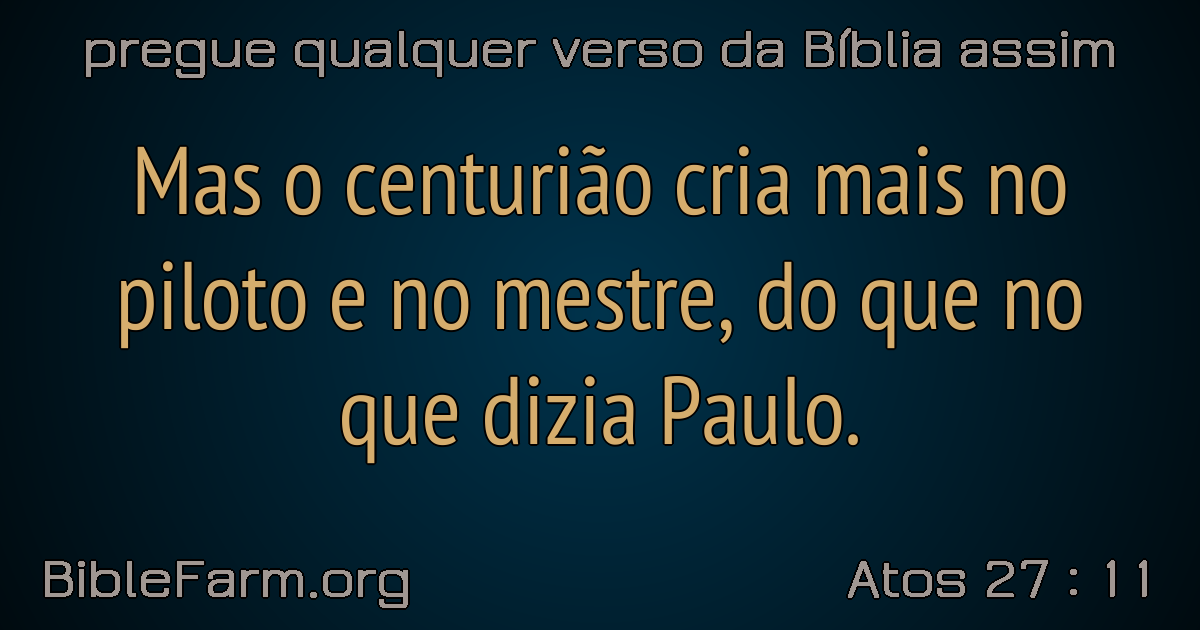 pregue qualquer verso da Bíblia assim
Mas o centurião cria mais no
piloto e no mestre, do que no
que dizia Paulo.
BibleFarm.org
Atos 27 : 11